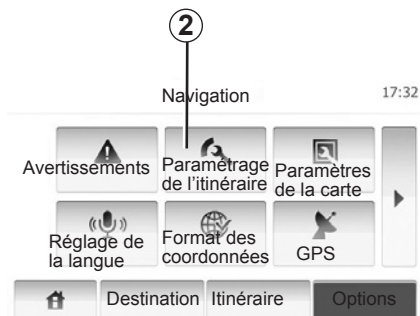 2
Navigation
17:32
Avertissements
Paramétrage
de l'itinéraire
Paramètres
de la carte
Réglage de
la langue
Format des
coordonnées
GPS
Destination
Itinéraire
Options